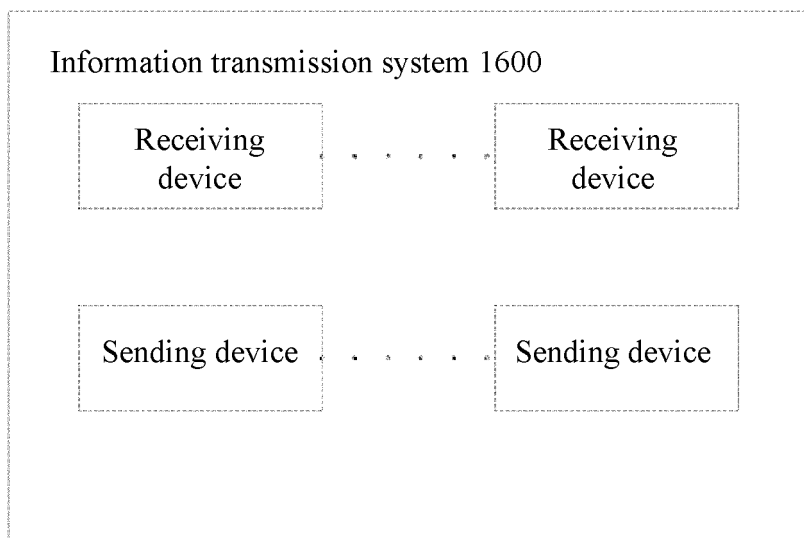 Information transmission system 1600
Receiving
device
Receiving
device
Sending device
Sending device